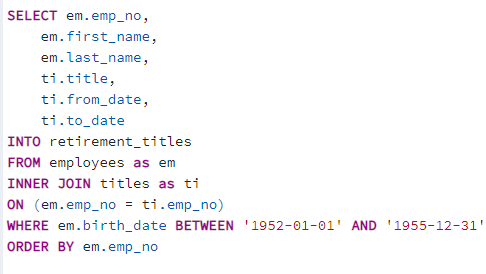 SELECT em.emp_no,
    em.first_name,
    em.last_name,
    ti.title,
    ti.from_date,
    ti.to_date
INTO retirement_titles
FROM employees as em
INNER JOIN titles as ti
ON (em.emp_no = ti.emp_no)
WHERE em.birth_date BETWEEN '1952-01-01' AND '1955-12-31'
ORDER BY em.emp_no